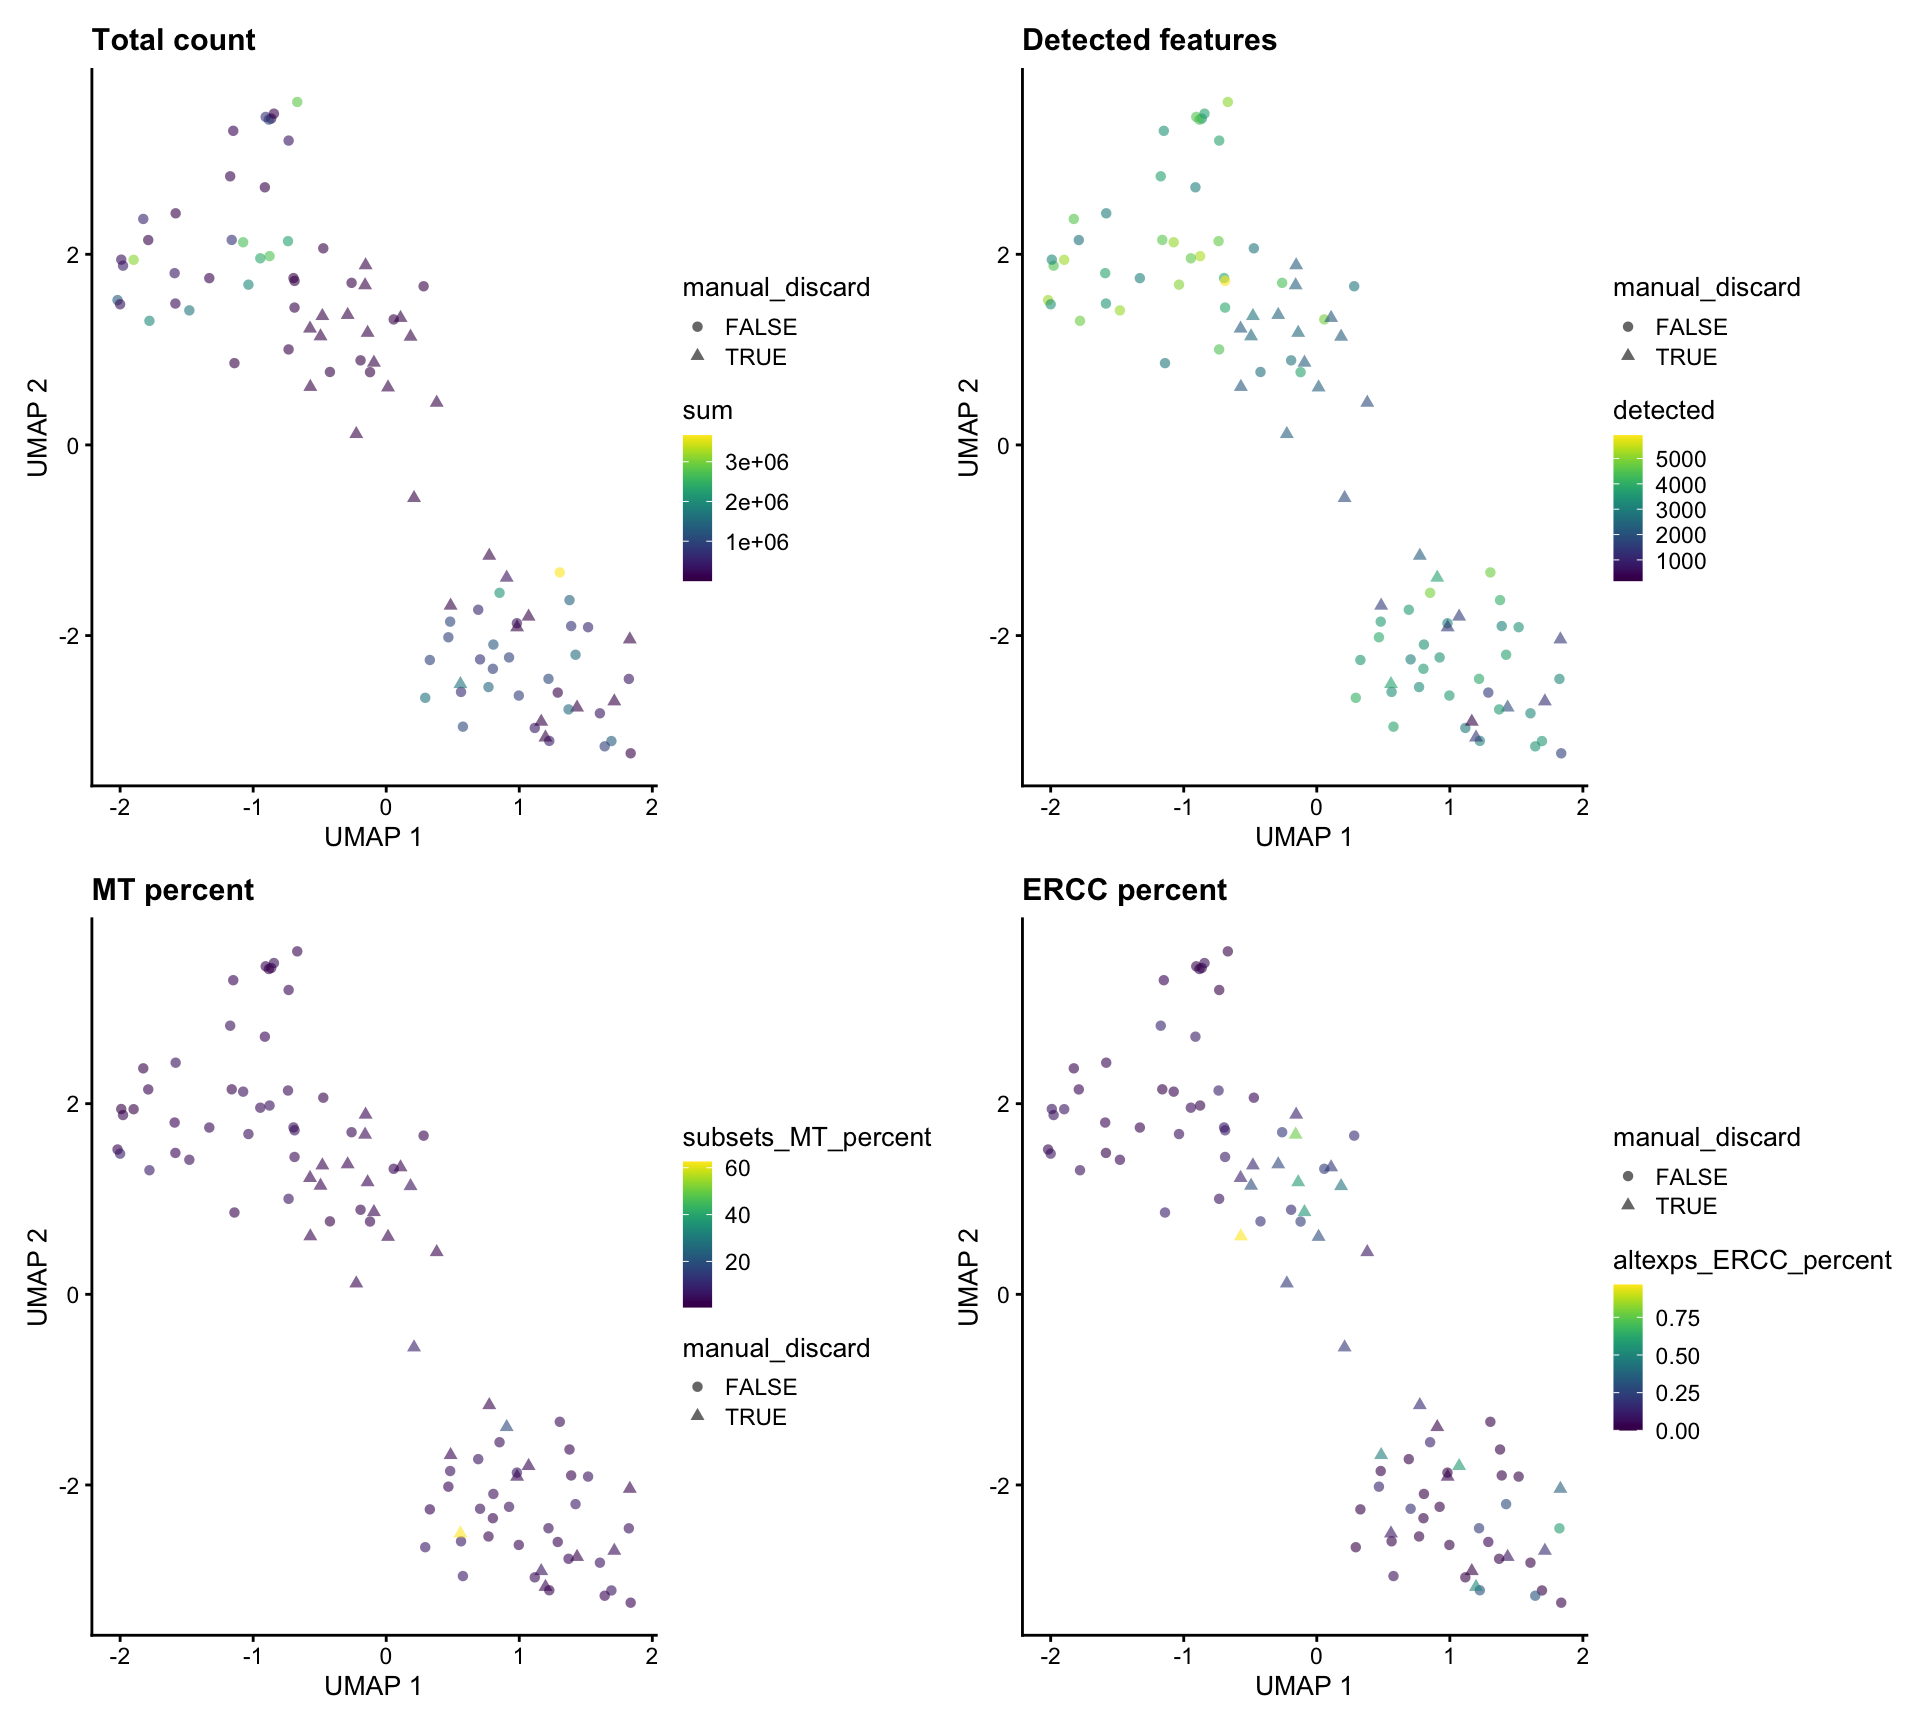 Total count
UMAP 2
2
0
-2
-2
-1
0
1
2
UMAP 1
manual_discard
FALSE
TRUE
sum
3e+06
2e+06
1e+06
Detected features
UMAP 2
2
0
-2
-2
-1
0
1
2
UMAP 1
manual_discard
FALSE
TRUE
detected
5000
4000
3000
2000
1000
MT percent
UMAP 2
2
0
-2
-2
-1
0
1
2
UMAP 1
subsets_MT_percent
60
40
20
manual_discard
FALSE
TRUE
ERCC percent
UMAP 2
2
0
-2
-2
-1
0
1
2
UMAP 1
manual_discard
FALSE
TRUE
altexps_ERCC_percent
0.75
0.50
0.25
0.00